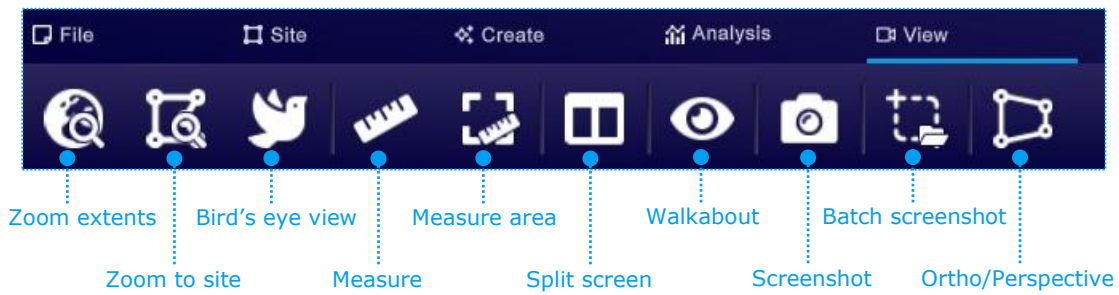 File Site Create Analysis View
Zoom extents Bird's eye view Measure area Walkabout Batch screenshot
Zoom to site Measure Split screen Screenshot Ortho/Perspective